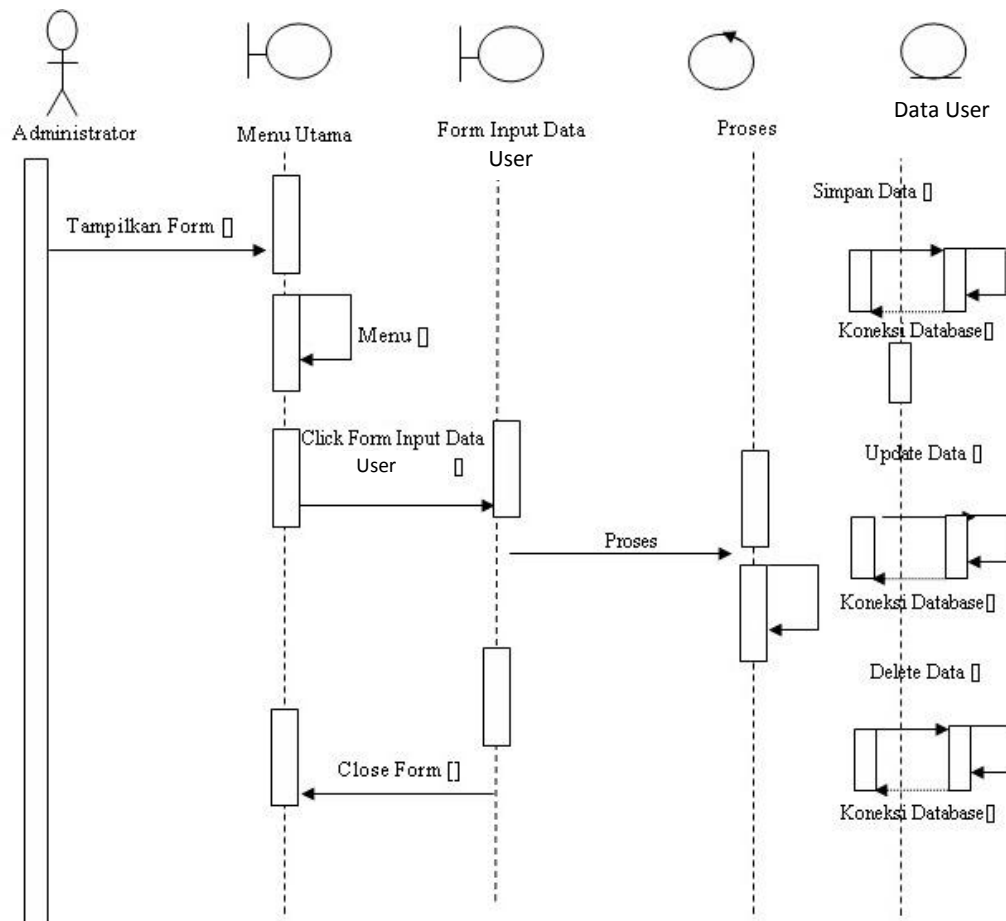 Administrator
Menu Utama
Form Input Data
User
Proses
Data User
Simpan Data []
Tampilkan Form []
Koneksi Database[]
Menu []
Click Form Input Data
User []
Update Data []
Proses
Koneksi Database[]
Delete Data []
Close Form []
Koneksi Database[]